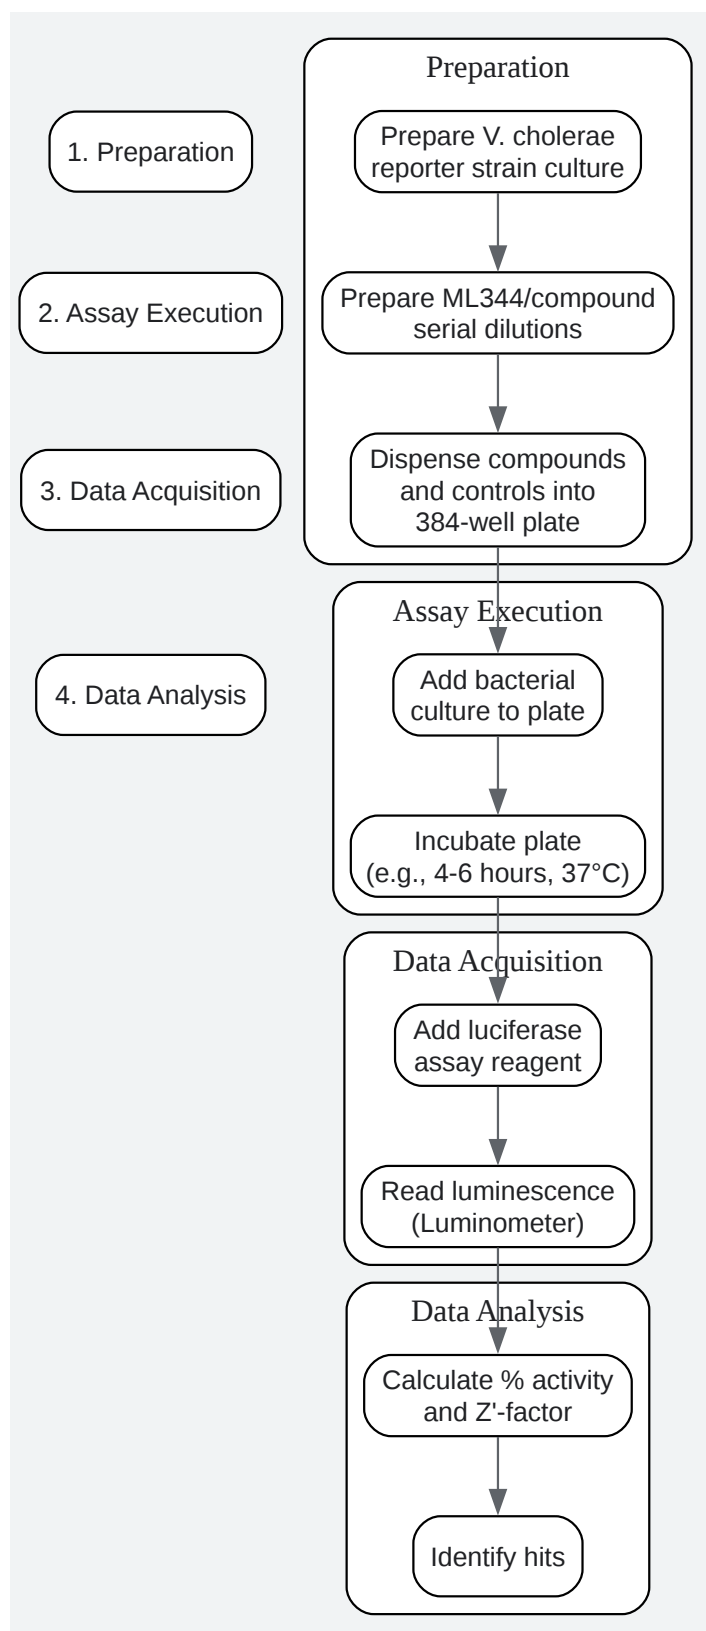 1. Preparation
2. Assay Execution
3. Data Acquisition
4. Data Analysis
Preparation
Prepare V. cholerae
reporter strain culture
Prepare ML344/compound
serial dilutions
Dispense compounds
and controls into
384-well plate
Assay Execution
Add bacterial
culture to plate
Incubate plate
(e.g., 4-6 hours, 37°C)
Data Acquisition
Add luciferase
assay reagent
Read luminescence
(Luminometer)
Data Analysis
Calculate % activity
and Z'-factor
Identify hits